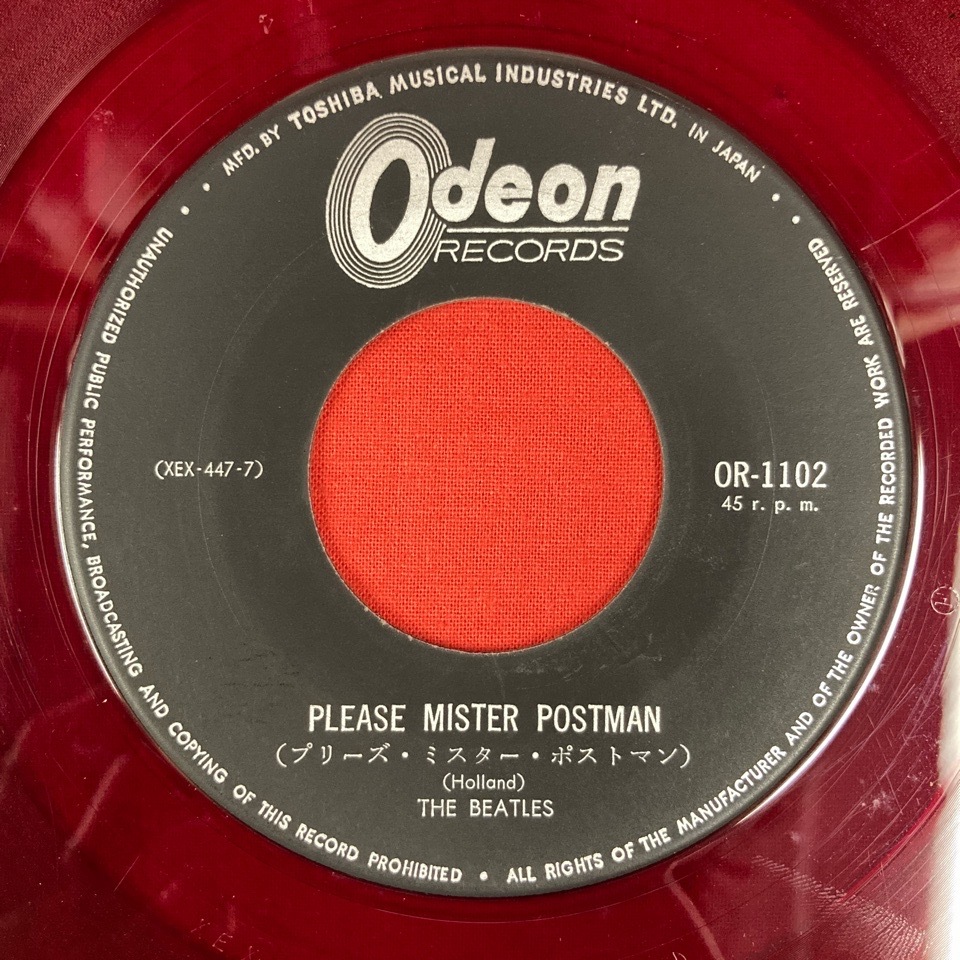 • MFD. BY TOSHIBA MUSICAL INDUSTRIES LTD. IN JAPAN •
Odeon
RECORDS
(XEX-447-7)
OR-1102
45 r. p. m.
PLEASE MISTER POSTMAN
(プリーズ・ミスター・ポストマン)
(Holland)
THE BEATLES
• UNAUTHORIZED PUBLIC PERFORMANCE, BROADCASTING AND COPYING OF THIS RECORD PROHIBITED • ALL RIGHTS OF THE MANUFACTURER AND OF THE OWNER OF THE RECORDED WORK ARE RESERVED •